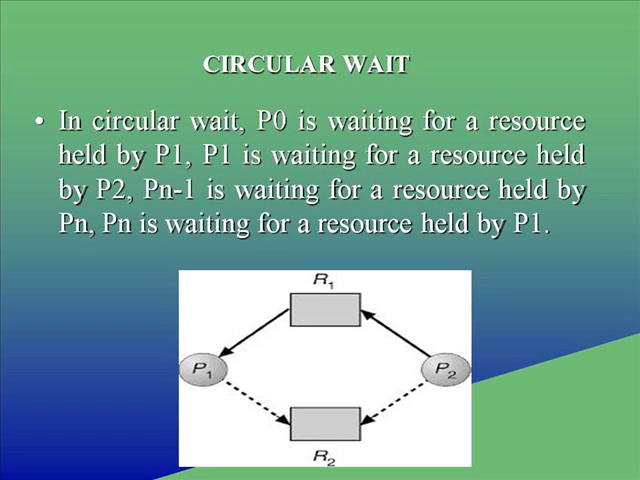 CIRCULAR WAIT
• In circular wait, P0 is waiting for a resource
held by P1, P1 is waiting for a resource held
by P2, Pn-1 is waiting for a resource held by
Pn, Pn is waiting for a resource held by P1.
R1
P1
P2
R2